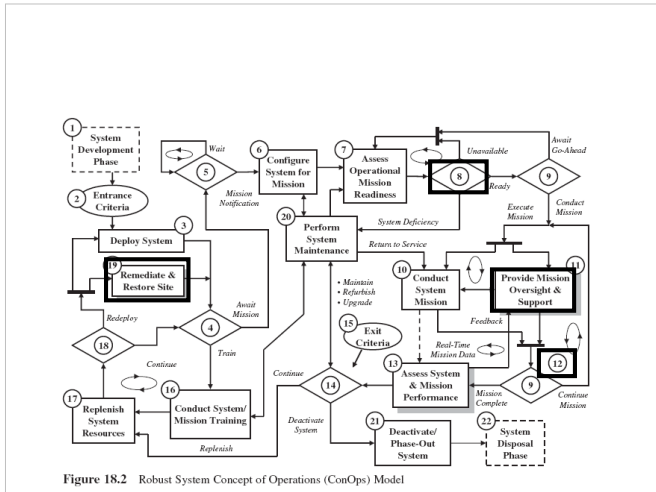 1
System
Development
Phase
2
Entrance
Criteria
3
Deploy System
19
Remediate &
Restore Site
Redeploy
18
4
Await
Mission
Train
Continue
17
Replenish
System
Resources
16
Conduct System/
Mission Training
Replenish
Wait
5
Mission
Notification
6
Configure
System for
Mission
7
Assess
Operational
Mission
Readiness
Unavailable
8
Ready
Await
Go-Ahead
9
Execute
Mission
Conduct
Mission
System Deficiency
20
Perform
System
Maintenance
Return to Service
• Maintain
• Refurbish
• Upgrade
10
Conduct
System
Mission
11
Provide Mission
Oversight &
Support
Feedback
Real-Time
Mission Data
12
9
Continue
Mission
Mission
Complete
13
Assess System
& Mission
Performance
15
Exit
Criteria
14
Continue
Deactivate
System
21
Deactivate/
Phase-Out
System
22
System
Disposal
Phase
Figure 18.2 Robust System Concept of Operations (ConOps) Model